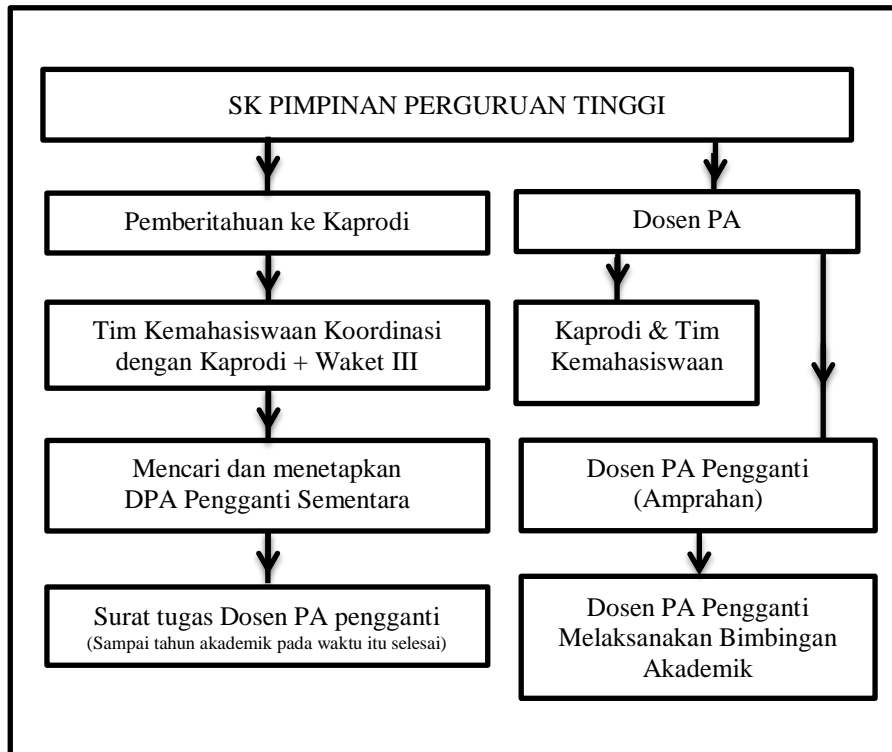 SK PIMPINAN PERGURUAN TINGGI
Pemberitahuan ke Kaprodi
Dosen PA
Tim Kemahasiswaan Koordinasi
dengan Kaprodi + Waket III
Kaprodi & Tim
Kemahasiswaan
Mencari dan menetapkan
DPA Pengganti Sementara
Dosen PA Pengganti
(Amprahan)
Surat tugas Dosen PA pengganti
(Sampai tahun akademik pada waktu itu selesai)
Dosen PA Pengganti
Melaksanakan Bimbingan
Akademik